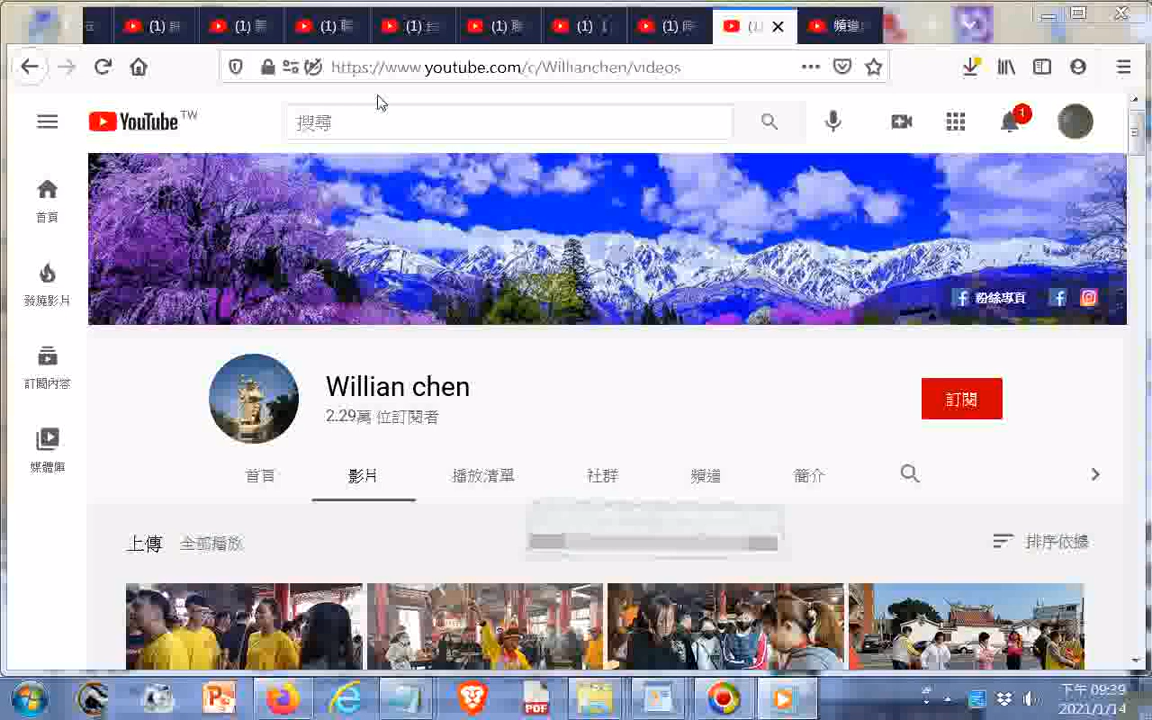 (1)
(1)
(1)
(1)
(1)
(1)
(1)
頻道
https://www.youtube.com/c/Willianchen/videos
YouTube TW
搜尋
1
首頁
發燒影片
訂閱內容
媒體庫
粉絲專頁
Willian chen
2.29萬 位訂閱者
訂閱
首頁
影片
播放清單
社群
頻道
簡介
上傳
全部播放
排序依據
PDF
下午 09:39
2021/1/14